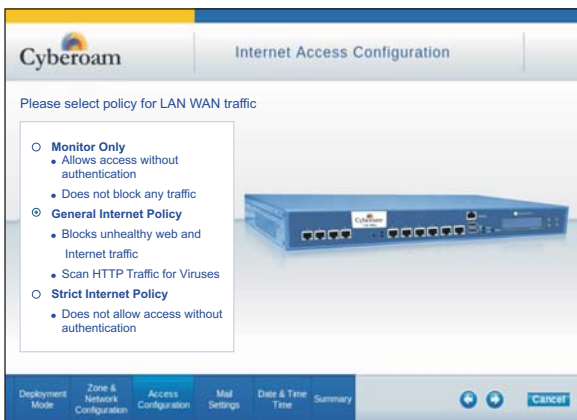 Cyberoam
Internet Access Configuration
Please select policy for LAN WAN traffic
Monitor Only
Allows access without
authentication
Does not block any traffic
General Internet Policy
Blocks unhealthy web and
Internet traffic
Scan HTTP Traffic for Viruses
Strict Internet Policy
Does not allow access without
authentication
Cyberoam
Deployment
Mode
Zone &
Network
Configuration
Access
Configuration
Mail
Settings
Date & Time
Time
Summary
Cancel